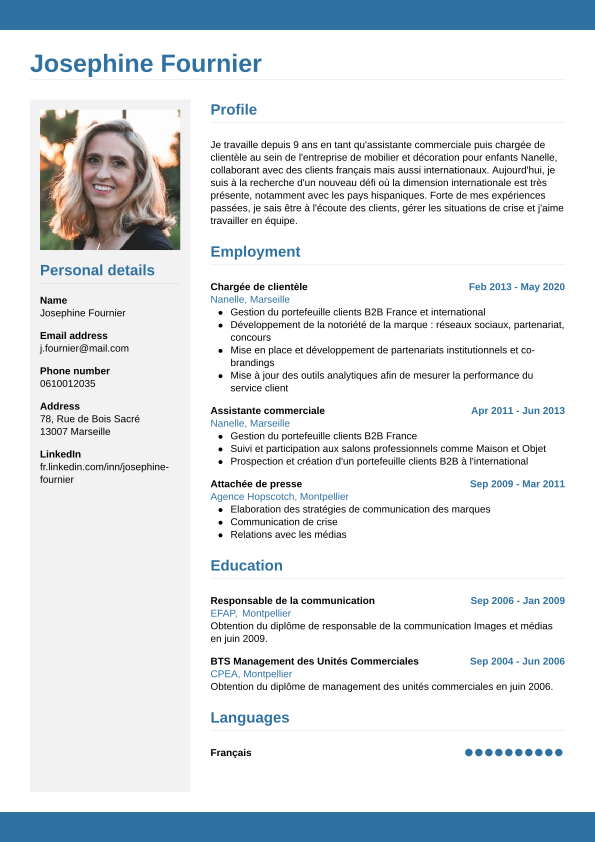 Josephine Fournier
Personal details
Name
Josephine Fournier
Email address
j.fournier@mail.com
Phone number
0610012035
Address
78, Rue de Bois Sacré
13007 Marseille
LinkedIn
fr.linkedin.com/inn/josephine-
fournier
Profile
Je travaille depuis 9 ans en tant qu'assistante commerciale puis chargée de
clientèle au sein de l'entreprise de mobilier et décoration pour enfants Nanelle,
collaborant avec des clients français mais aussi internationaux. Aujourd'hui, je
suis à la recherche d'un nouveau défi où la dimension internationale est très
présente, notamment avec les pays hispaniques. Forte de mes expériences
passées, je sais être à l'écoute des clients, gérer les situations de crise et j'aime
travailler en équipe.
Employment
Chargée de clientèle Feb 2013 - May 2020
Nanelle, Marseille
● Gestion du portefeuille clients B2B France et international
● Développement de la notoriété de la marque : réseaux sociaux, partenariat,
concours
● Mise en place et développement de partenariats institutionnels et co-
brandings
● Mise à jour des outils analytiques afin de mesurer la performance du
service client
Assistante commerciale Apr 2011 - Jun 2013
Nanelle, Marseille
● Gestion du portefeuille clients B2B France
● Suivi et participation aux salons professionnels comme Maison et Objet
● Prospection et création d'un portefeuille clients B2B à l'international
Attachée de presse Sep 2009 - Mar 2011
Agence Hopscotch, Montpellier
● Elaboration des stratégies de communication des marques
● Communication de crise
● Relations avec les médias
Education
Responsable de la communication Sep 2006 - Jan 2009
EFAP, Montpellier
Obtention du diplôme de responsable de la communication Images et médias
en juin 2009.
BTS Management des Unités Commerciales Sep 2004 - Jun 2006
CPEA, Montpellier
Obtention du diplôme de management des unités commerciales en juin 2006.
Languages
Français